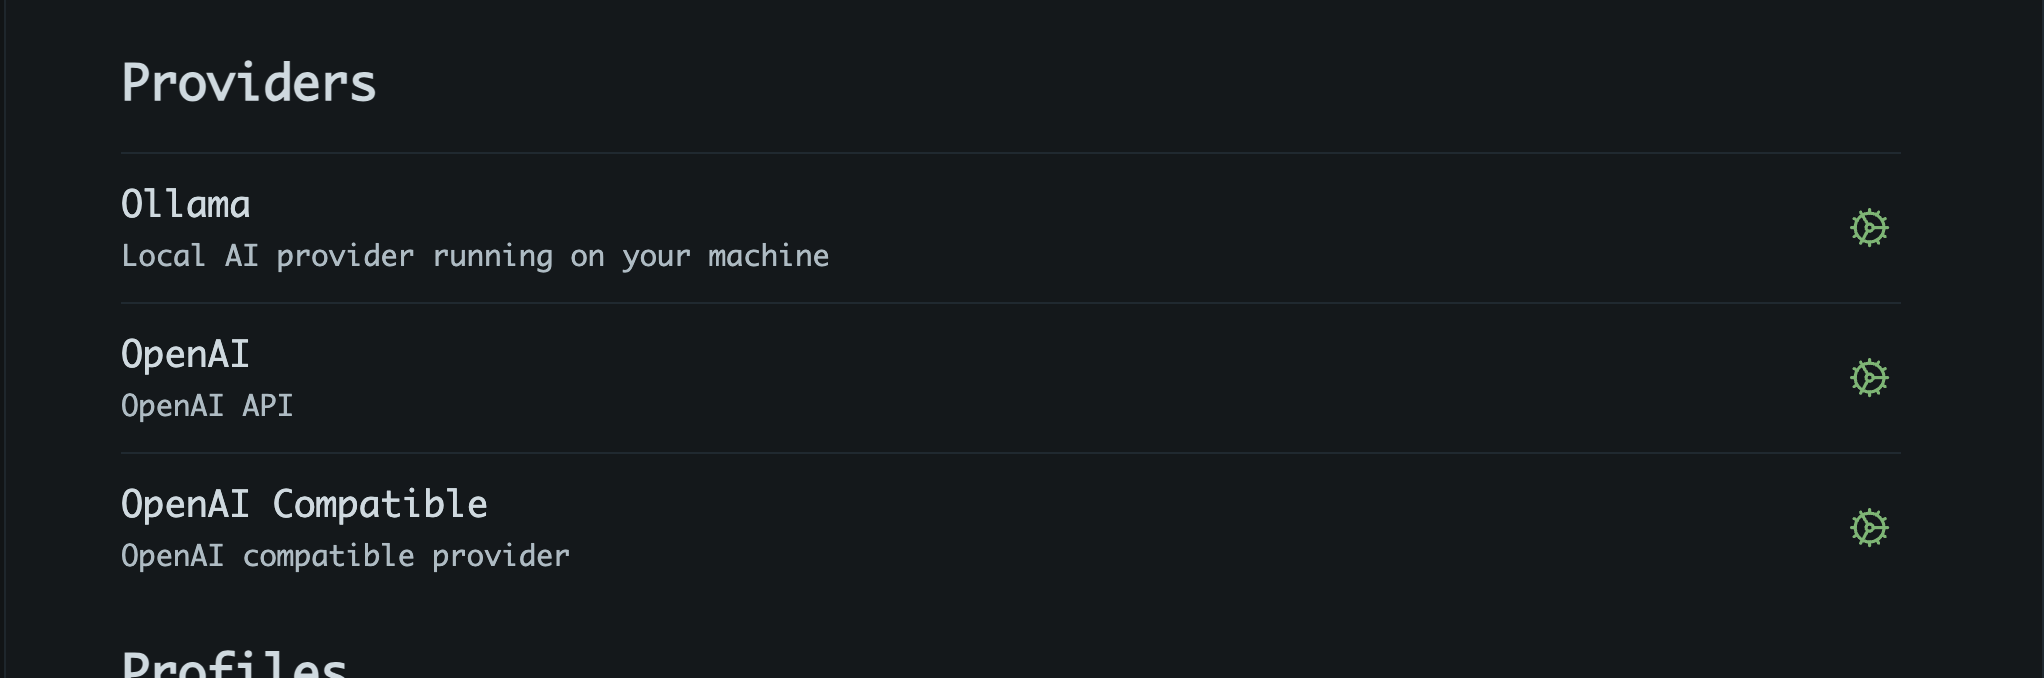 Providers
Ollama
Local AI provider running on your machine
OpenAI
OpenAI API
OpenAI Compatible
OpenAI compatible provider
Profiles